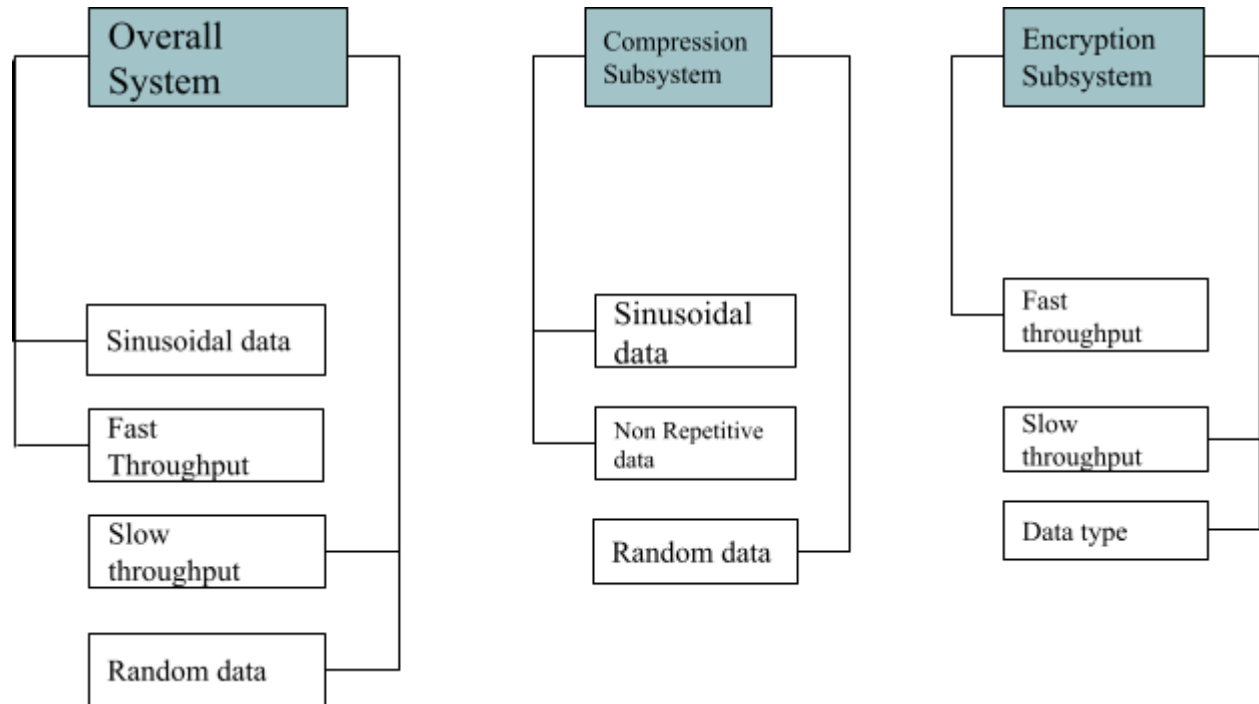 Overall
System
Sinusoidal data
Fast
Throughput
Slow
throughput
Random data
Compression
Subsystem
Sinusoidal
data
Non Repetitive
data
Random data
Encryption
Subsystem
Fast
throughput
Slow
throughput
Data type